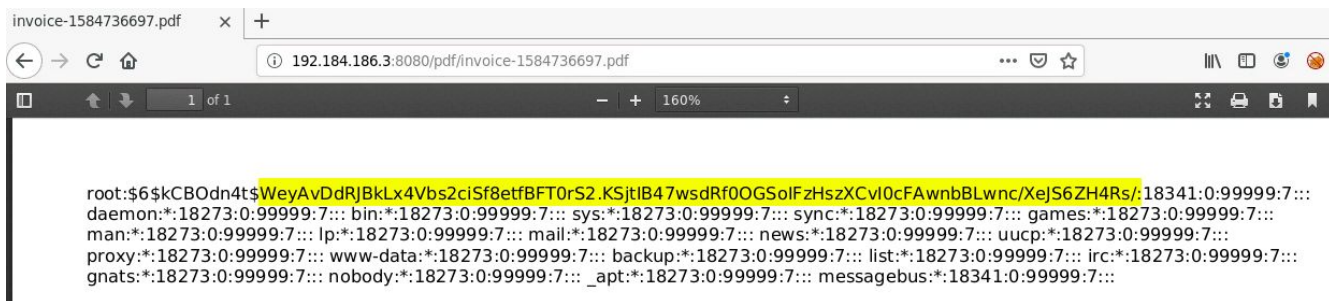 invoice-1584736697.pdf
192.184.186.3:8080/pdf/invoice-1584736697.pdf
1 of 1
160%
root:$6$kCBOdn4t$WeyAvDdRJBkLx4Vbs2ciSf8etfBFT0rS2.KSjtIB47wsdRf0OGSoIFzHszXCvI0cFAwnbBLwnc/XeJS6ZH4Rs/:18341:0:99999:7:::
daemon:*:18273:0:99999:7::: bin:*:18273:0:99999:7::: sys:*:18273:0:99999:7::: sync:*:18273:0:99999:7::: games:*:18273:0:99999:7:::
man:*:18273:0:99999:7::: lp:*:18273:0:99999:7::: mail:*:18273:0:99999:7::: news:*:18273:0:99999:7::: uucp:*:18273:0:99999:7:::
proxy:*:18273:0:99999:7::: www-data:*:18273:0:99999:7::: backup:*:18273:0:99999:7::: list:*:18273:0:99999:7::: irc:*:18273:0:99999:7:::
gnats:*:18273:0:99999:7::: nobody:*:18273:0:99999:7::: _apt:*:18273:0:99999:7::: messagebus:*:18341:0:99999:7:::